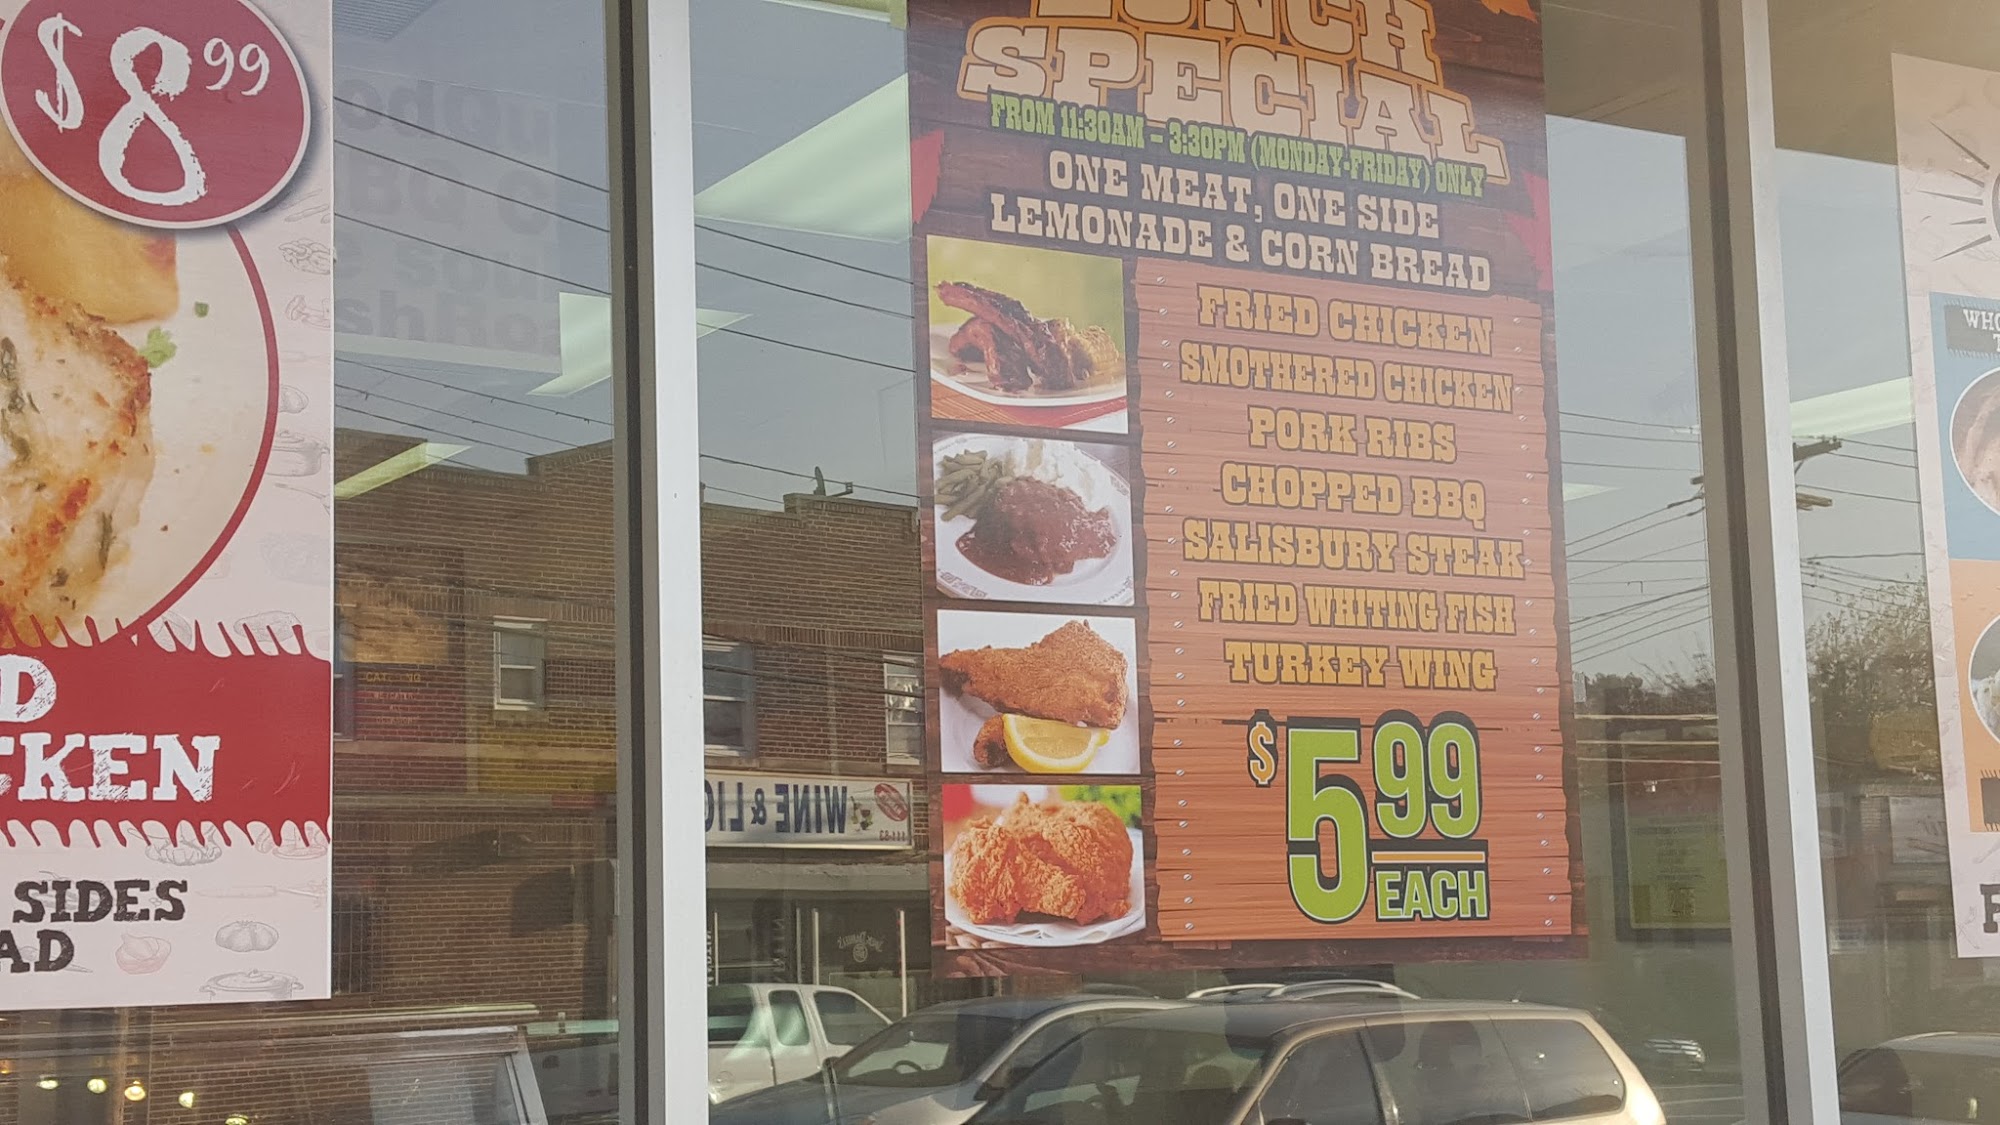 $8.99
D
KEN
SIDES
AD
LUNCH
SPECIAL
FROM 11:30AM - 3:30PM (MONDAY-FRIDAY) ONLY
ONE MEAT, ONE SIDE
LEMONADE & CORN BREAD
FRIED CHICKEN
SMOTHERED CHICKEN
PORK RIBS
CHOPPED BBQ
SALISBURY STEAK
FRIED WHITING FISH
TURKEY WING
$5.99
EACH
WINE & LIQ